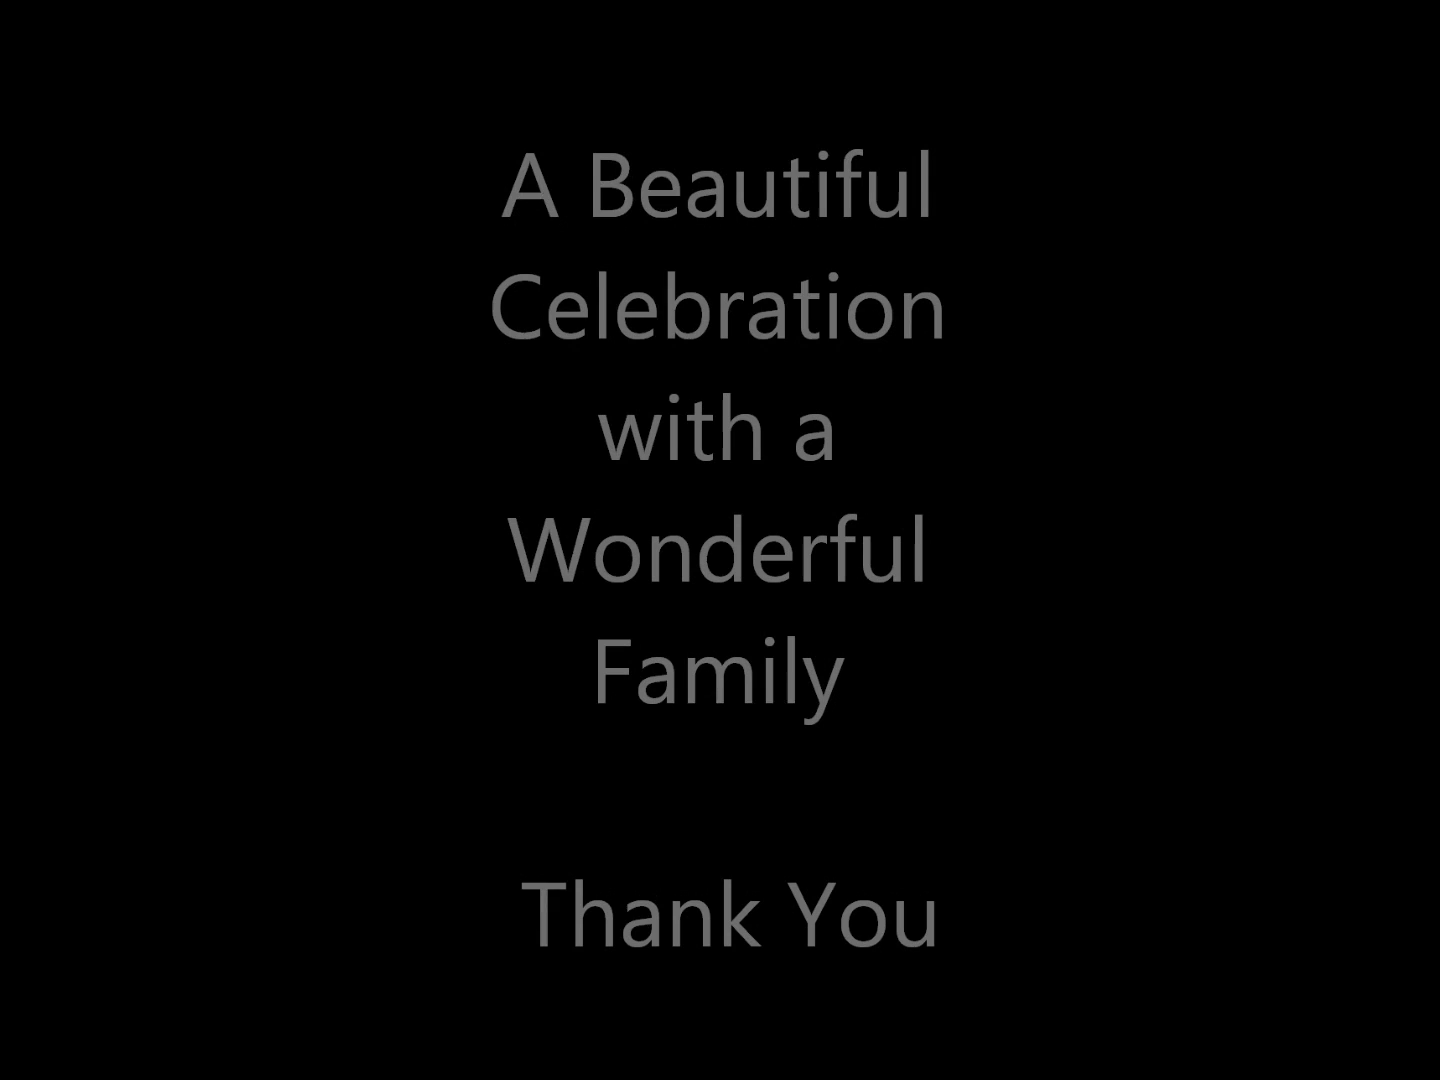 A Beautiful
Celebration
with a
Wonderful
Family
Thank You